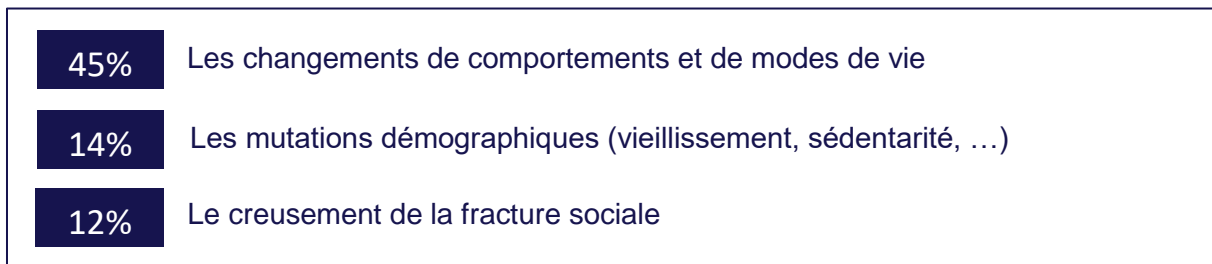 45% Les changements de comportements et de modes de vie
14% Les mutations démographiques (vieillissement, sédentarité, …)
12% Le creusement de la fracture sociale